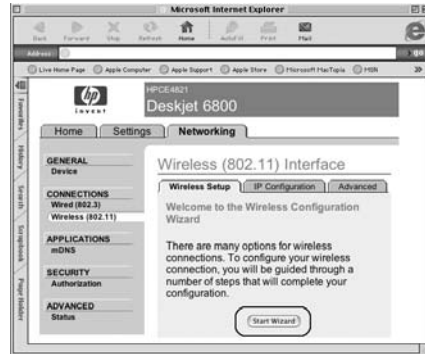 Microsoft Internet Explorer
Back Forward Stop Refresh Home AutoFill Print Mail
Address:
Live Home Page Apple Computer Apple Support Apple Store Microsoft MacTopia MSN
Favorites
History
Search
Scrapbook
Page Holder
hp
invent
HPCE4821
Deskjet 6800
Home Settings Networking
GENERAL
Device
CONNECTIONS
Wired (802.3)
Wireless (802.11)
APPLICATIONS
mDNS
SECURITY
Authorization
ADVANCED
Status
Wireless (802.11) Interface
Wireless Setup IP Configuration Advanced
Welcome to the Wireless Configuration
Wizard
There are many options for wireless
connections. To configure your wireless
connection, you will be guided through a
number of steps that will complete your
configuration.
Start Wizard